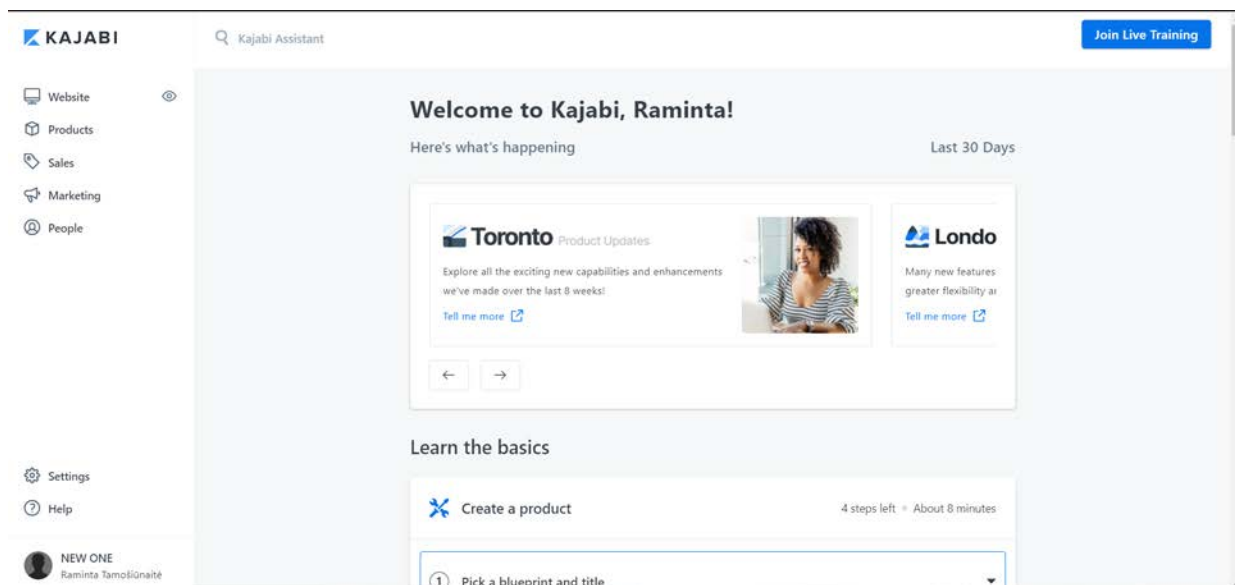 KAJABI
Kajabi Assistant
Join Live Training
Website
Products
Sales
Marketing
People
Settings
Help
NEW ONE
Raminta Tamošiūnaitė
Welcome to Kajabi, Raminta!
Here's what's happening
Last 30 Days
Toronto Product Updates
Explore all the exciting new capabilities and enhancements
we've made over the last 8 weeks!
Tell me more
Londo
Many new features
greater flexibility a
Tell me more
Learn the basics
Create a product
4 steps left • About 8 minutes
1 Pick a blueprint and title